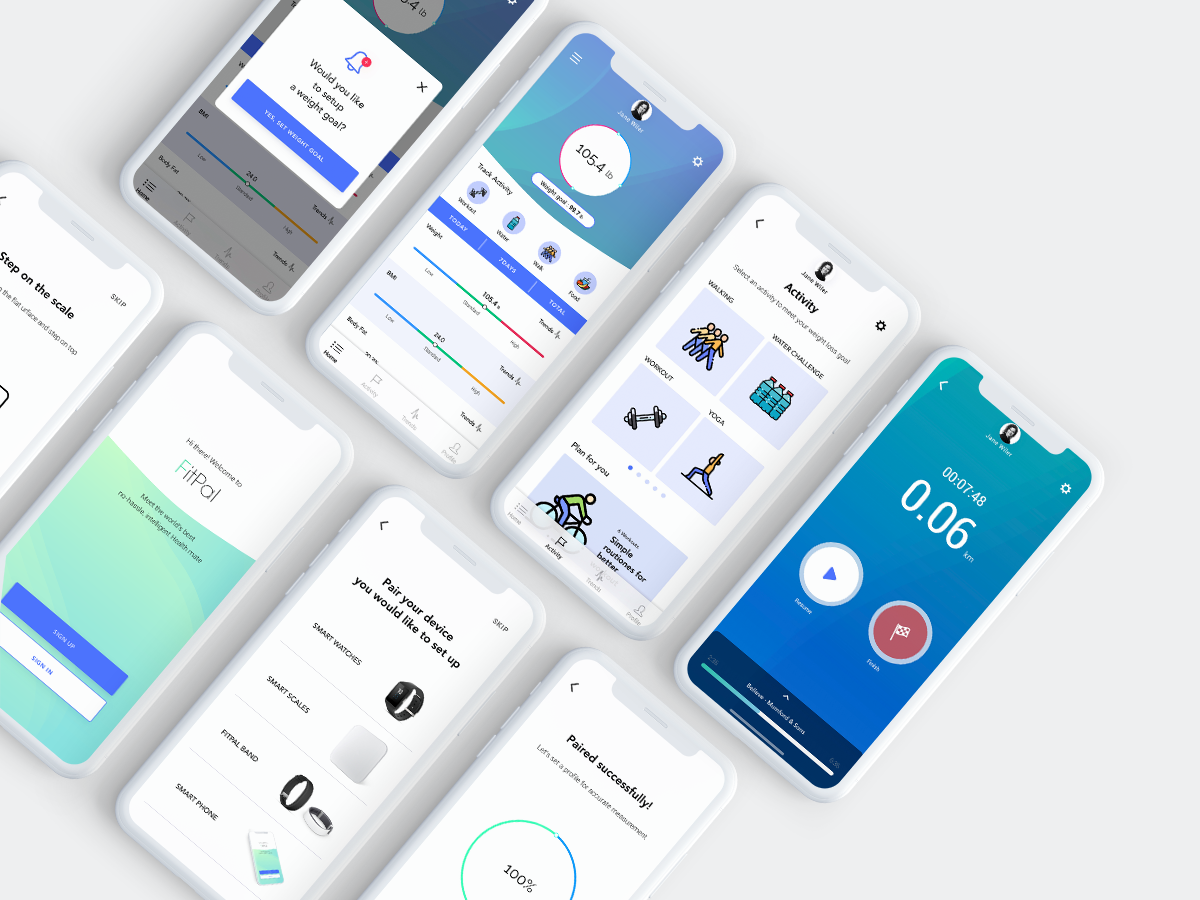 105.4 lb
Would you like
to setup
a weight goal?
YES, SET WEIGHT GOAL
BMI
24.0
Low
Standard
High
Body Fat
Trends
Trends
Home
Activity
Trends
Jane Wiler
105.4 lb
Weight goal : 99.7 lb
Track Activity
Workout
Water
Walk
Food
TODAY
7DAYS
TOTAL
Weight
105.4 lb
Low
Standard
High
Trends
BMI
24.0
Low
Standard
High
Trends
Body Fat
Trends
Home
Activity
Trends
Profile
Jane Wiler
Activity
Select an activity to meet your weight loss goal
WALKING
WATER CHALLENGE
WORKOUT
YOGA
Plan for you
A Workout
Simple
routiones for
better
Home
Activity
Trends
Profile
Jane Wiler
00:07:48
0.06
km
Resume
Finish
Believe - Mumford & Sons
SKIP
Step on the scale
the flat urface and step on top
Hi there! Welcome to
FitPal
Meet the world's best
no-hassle, intelligent Health mate
SIGN UP
SIGN IN
SKIP
Pair your device
you would like to set up
SMART WATCHES
SMART SCALES
FITPAL BAND
SMART PHONE
Paired successfully!
Let's set a profile for accurate measurement
100%